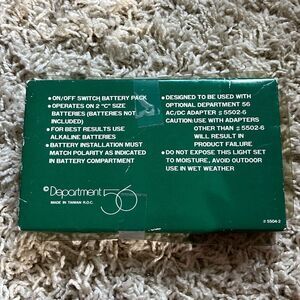 • ON/OFF SWITCH BATTERY PACK
• OPERATES ON 2 "C" SIZE
BATTERIES (BATTERIES NOT
INCLUDED)
• FOR BEST RESULTS USE
ALKALINE BATTERIES
• BATTERY INSTALLATION MUST
MATCH POLARITY AS INDICATED
IN BATTERY COMPARTMENT
• DESIGNED TO BE USED WITH
OPTIONAL DEPARTMENT 56
AC/DC ADAPTER # 5502-6
CAUTION USE WITH ADAPTERS
OTHER THAN # 5502-6
WILL RESULT IN
PRODUCT FAILURE
• DO NOT EXPOSE THIS LIGHT SET
TO MOISTURE, AVOID OUTDOOR
USE IN WET WEATHER
© Department 56
MADE IN TAIWAN R.O.C.
# 5504-2